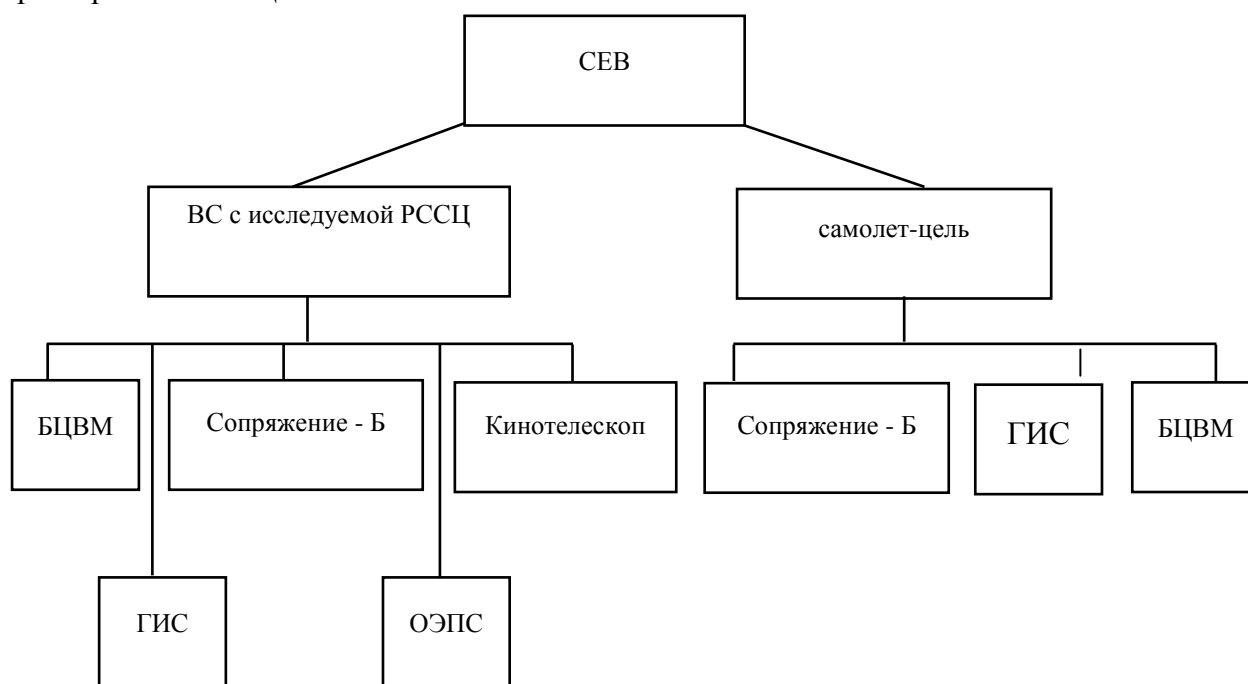 СЕВ
ВС с исследуемой РССЦ
самолет-цель
БЦВМ
Сопряжение - Б
Кинотелескоп
Сопряжение - Б
ГИС
БЦВМ
ГИС
ОЭПС